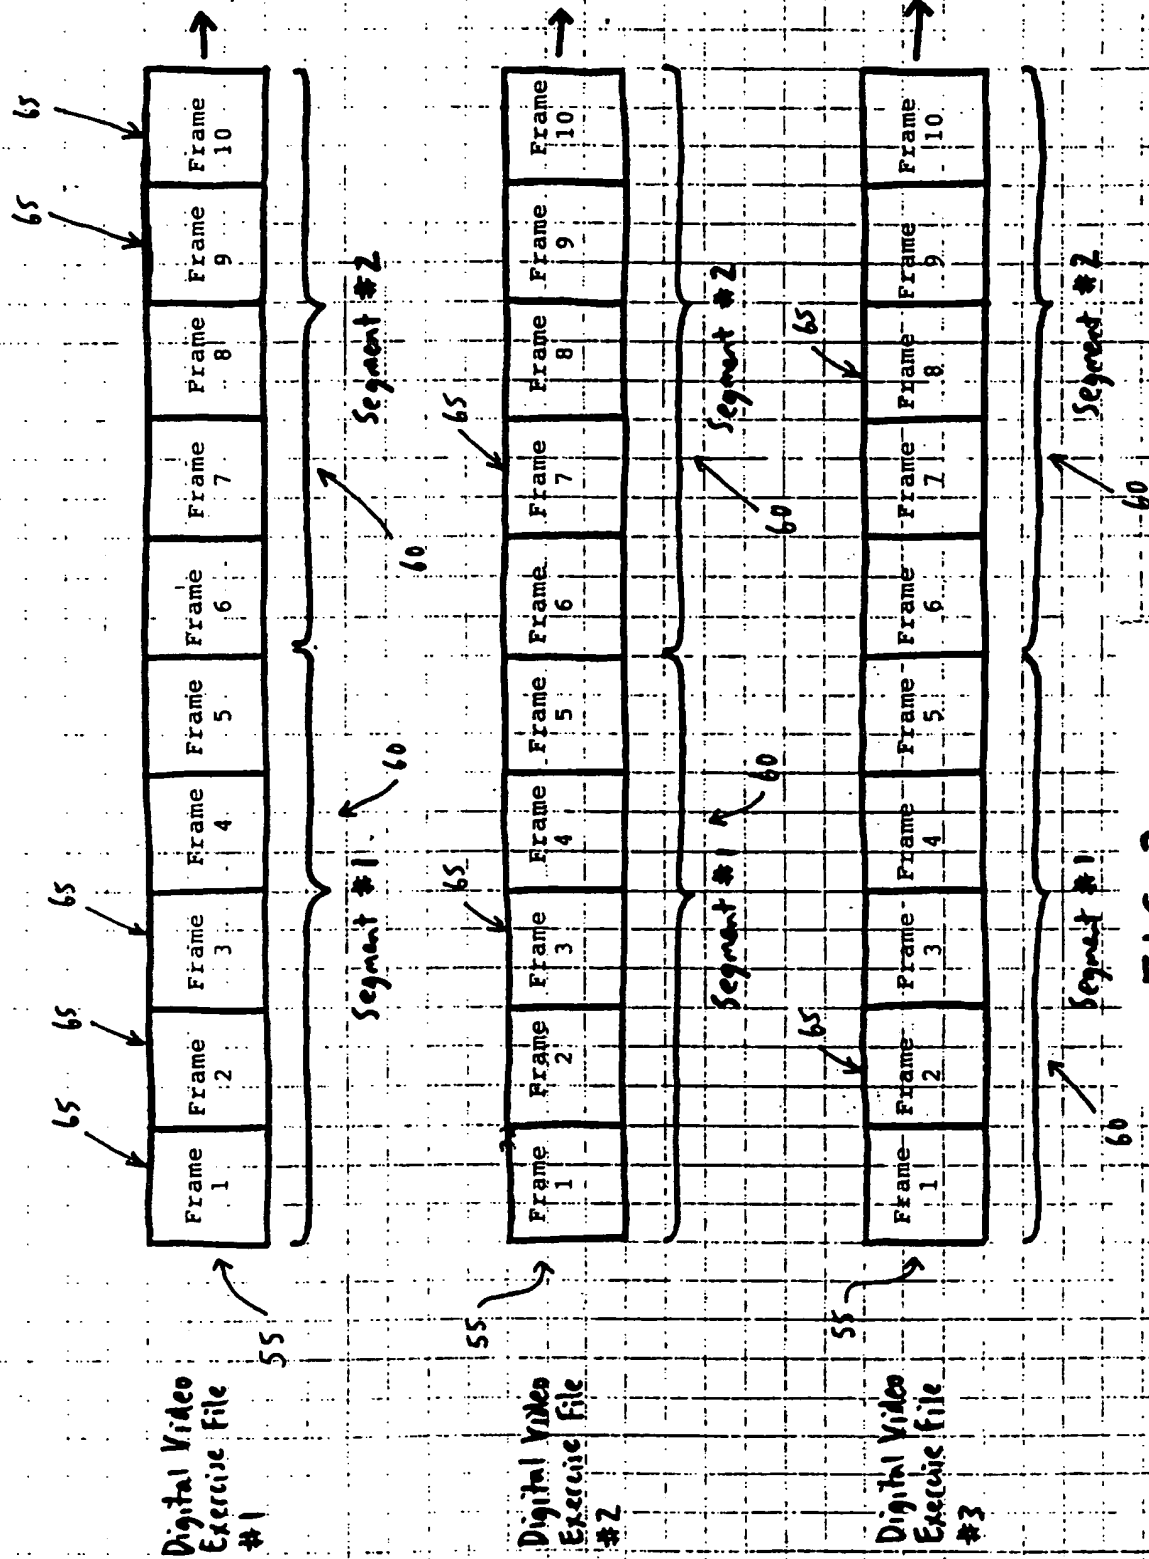 65 65 65 65 65
Digital Video
Exercise File
#1
55
Frame 1 Frame 2 Frame 3 Frame 4 Frame 5 Frame 6 Frame 7 Frame 8 Frame 9 Frame 10
60 60
Segment #1 Segment #2
65 65
Digital Video
Exercise File
#2
55
Frame 1 Frame 2 Frame 3 Frame 4 Frame 5 Frame 6 Frame 7 Frame 8 Frame 9 Frame 10
Segment #1 60 60 Segment #2
65 65
Digital Video
Exercise File
#3
55
Frame 1 Frame 2 Frame 3 Frame 4 Frame 5 Frame 6 Frame 7 Frame 8 Frame 9 Frame 10
60 Segment #1 60 Segment #2